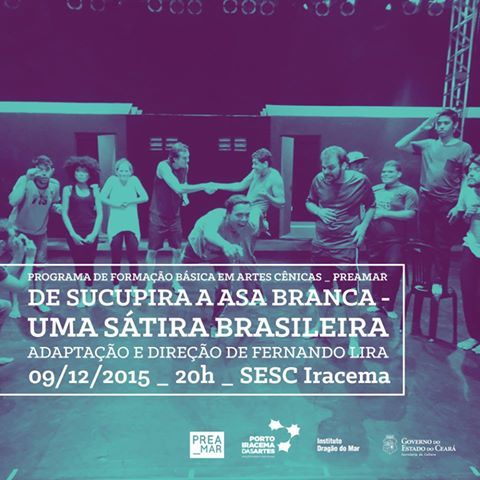 PROGRAMA DE FORMAÇÃO BÁSICA EM ARTES CÊNICAS _ PREAMAR
DE SUCUPIRA A ASA BRANCA -
UMA SÁTIRA BRASILEIRA
ADAPTAÇÃO E DIREÇÃO DE FERNANDO LIRA
09/12/2015 _ 20h _ SESC Iracema
PREA
_MAR
PORTO
IRACEMA
DAS ARTES
Instituto
Dragão do Mar
GOVERNO DO
ESTADO DO CEARÁ
Secretaria da Cultura